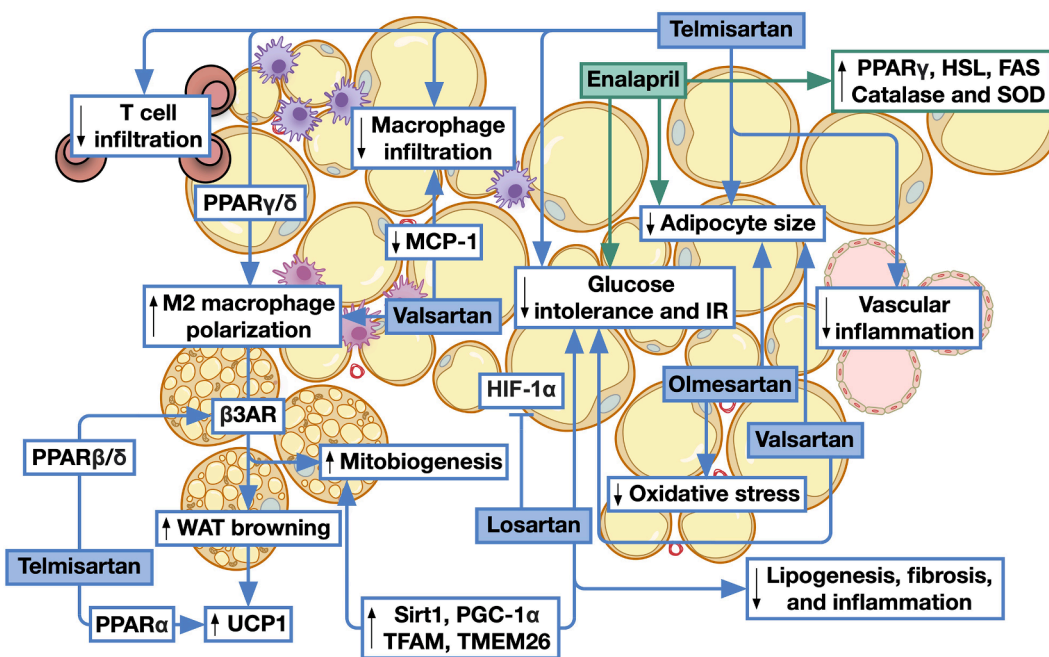 Telmisartan
Enalapril
PPARγ, HSL, FAS
Catalase and SOD
T cell
infiltration
Macrophage
infiltration
PPARγ/δ
Adipocyte size
MCP-1
M2 macrophage
polarization
Valsartan
Glucose
intolerance and IR
Vascular
inflammation
HIF-1α
Olmesartan
β3AR
Valsartan
PPARβ/δ
Mitobiogenesis
Oxidative stress
WAT browning
Losartan
Telmisartan
Lipogenesis, fibrosis,
and inflammation
PPARα
UCP1
Sirt1, PGC-1α
TFAM, TMEM26